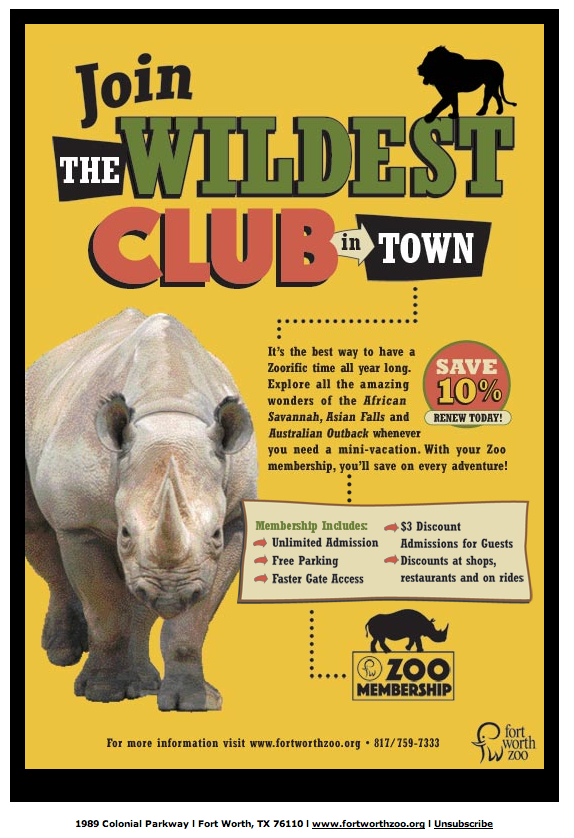 Join
THE WILDEST
CLUB in TOWN
It's the best way to have a
Zoorific time all year long.
Explore all the amazing
wonders of the African
Savannah, Asian Falls and
Australian Outback whenever
you need a mini-vacation. With your Zoo
membership, you'll save on every adventure!
SAVE
10%
RENEW TODAY!
Membership Includes:
Unlimited Admission
Free Parking
Faster Gate Access
$3 Discount
Admissions for Guests
Discounts at shops,
restaurants and on rides
fw ZOO
MEMBERSHIP
For more information visit www.fortworthzoo.org • 817/759-7333
fw fort
worth
zoo
1989 Colonial Parkway | Fort Worth, TX 76110 | www.fortworthzoo.org | Unsubscribe